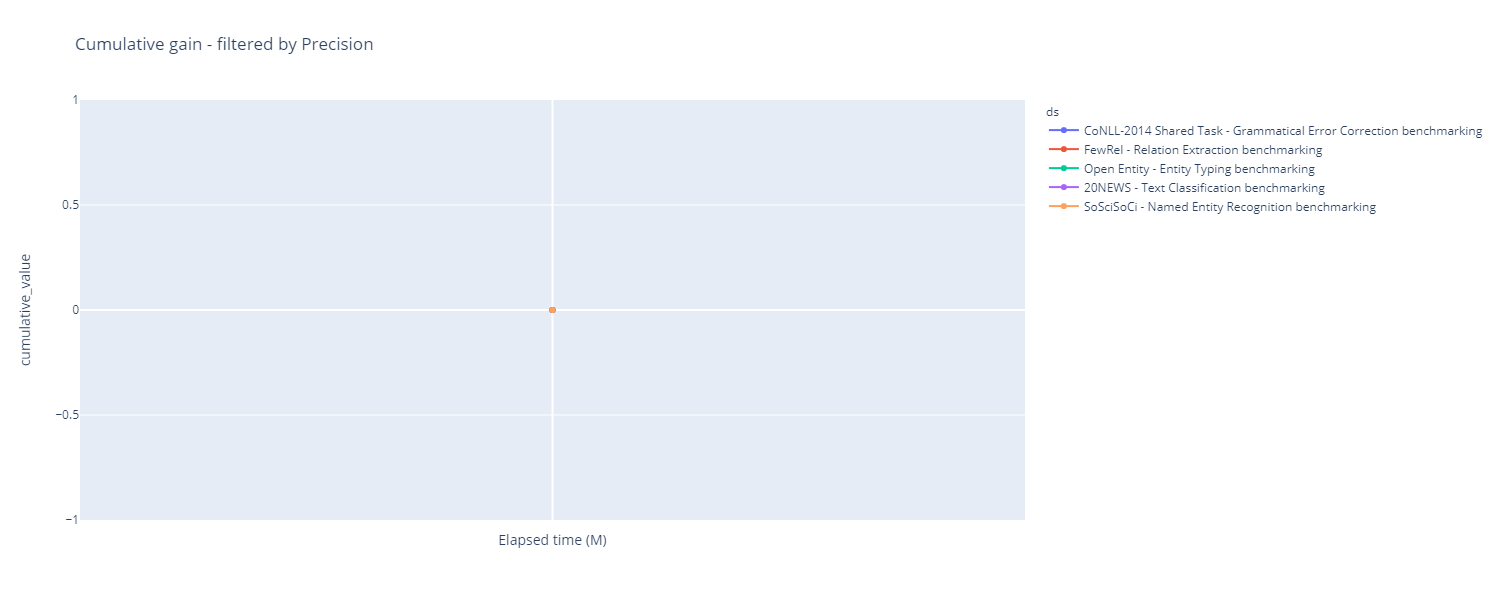 Cumulative gain - filtered by Precision
1
0.5
0
−0.5
−1
cumulative_value
Elapsed time (M)
ds
CoNLL-2014 Shared Task - Grammatical Error Correction benchmarking
FewRel - Relation Extraction benchmarking
Open Entity - Entity Typing benchmarking
20NEWS - Text Classification benchmarking
SoSciSoCi - Named Entity Recognition benchmarking